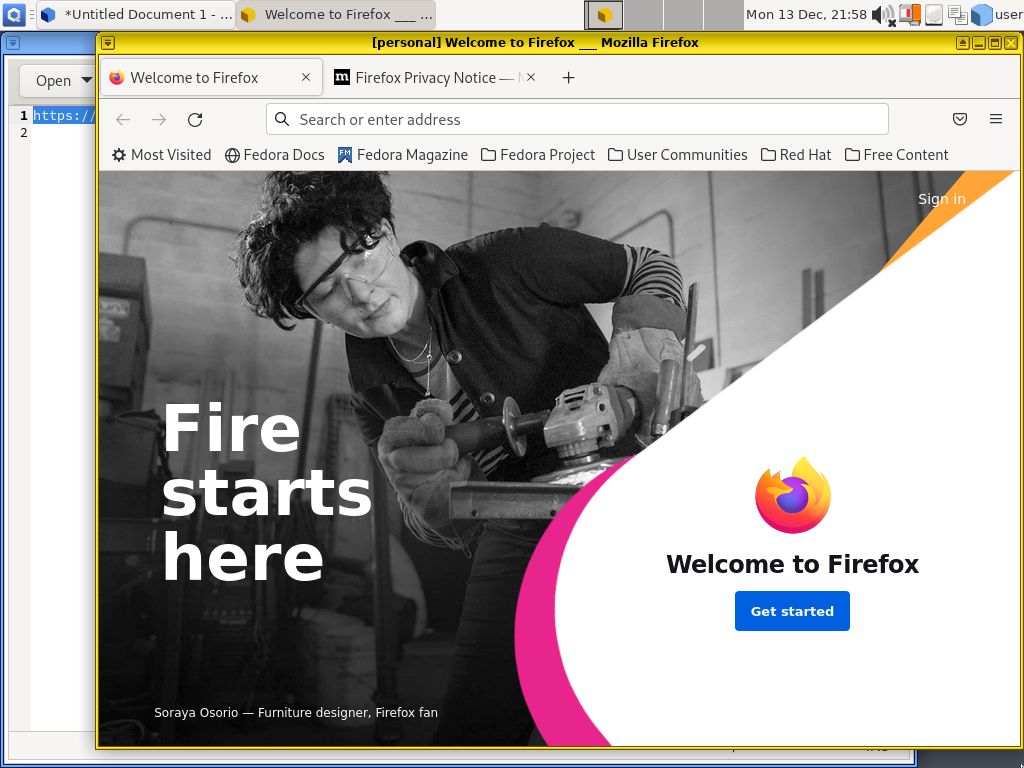 *Untitled Document 1 - ...
Welcome to Firefox ___ ...
Mon 13 Dec, 21:58
user
[personal] Welcome to Firefox ___ Mozilla Firefox
Open
1 https://
2
Welcome to Firefox
Firefox Privacy Notice —
Search or enter address
Most Visited
Fedora Docs
Fedora Magazine
Fedora Project
User Communities
Red Hat
Free Content
Sign in
Fire
starts
here
Welcome to Firefox
Get started
Soraya Osorio — Furniture designer, Firefox fan